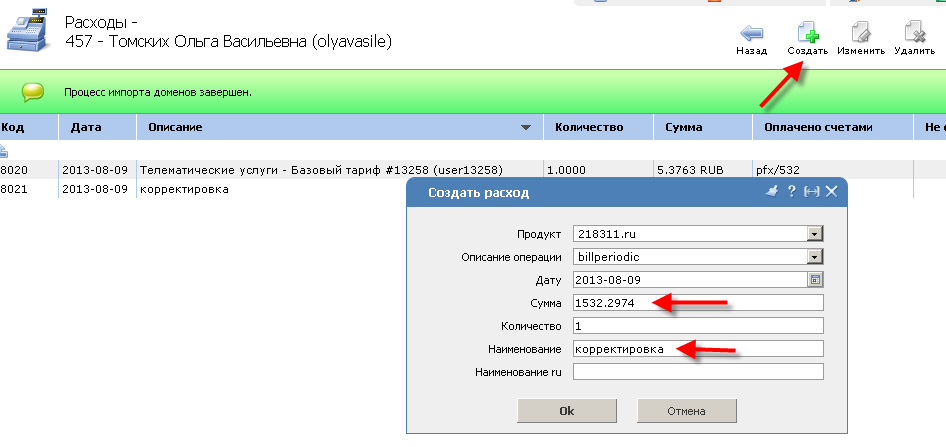 Расходы -
457 - Томских Ольга Васильевна (olyavasile)
Назад Создать Изменить Удалить
Процесс импорта доменов завершен.
Код Дата Описание Количество Сумма Оплачено счетами Не
8020 2013-08-09 Телематические услуги - Базовый тариф #13258 (user13258) 1.0000 5.3763 RUB pfx/532
8021 2013-08-09 корректировка
Создать расход
Продукт 218311.ru
Описание операции billperiodic
Дату 2013-08-09
Сумма 1532.2974
Количество 1
Наименование корректировка
Наименование ru
Ok Отмена